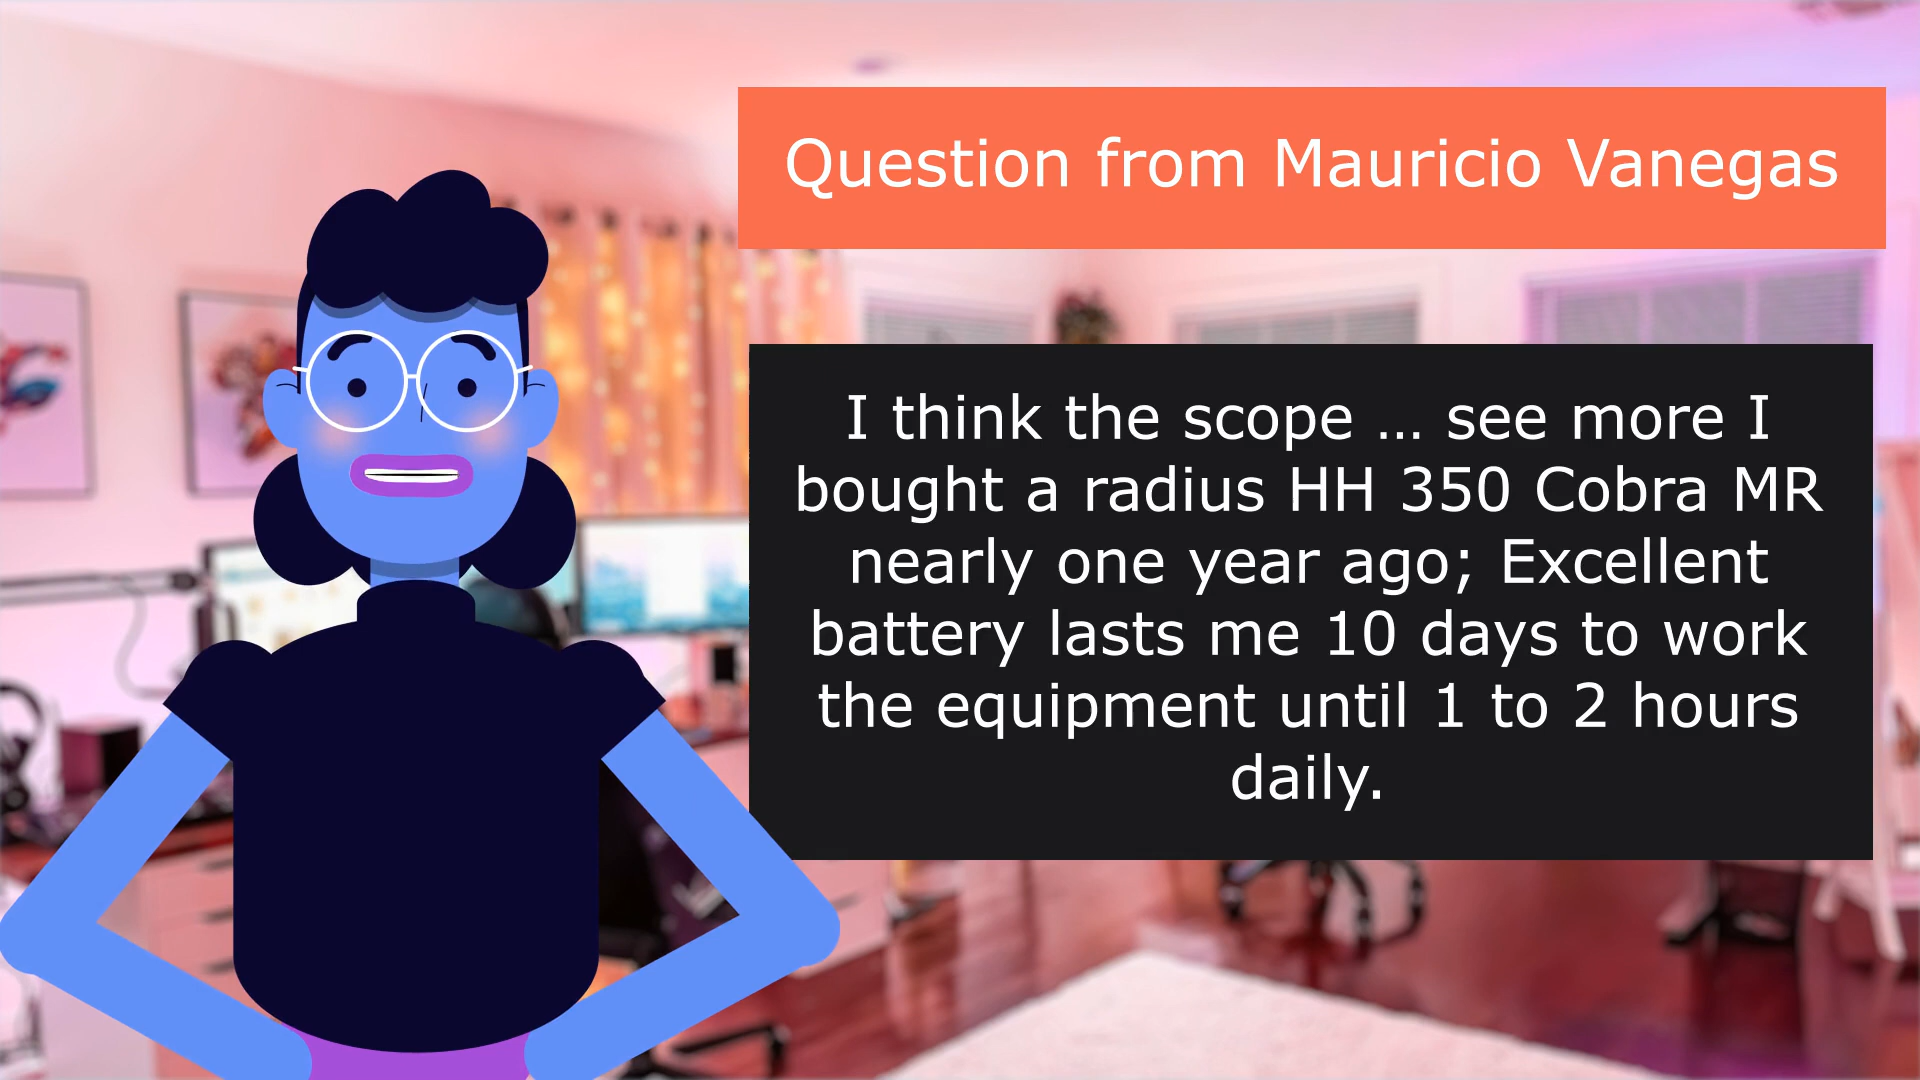 Question from Mauricio Vanegas
I think the scope ... see more I
bought a radius HH 350 Cobra MR
nearly one year ago; Excellent
battery lasts me 10 days to work
the equipment until 1 to 2 hours
daily.